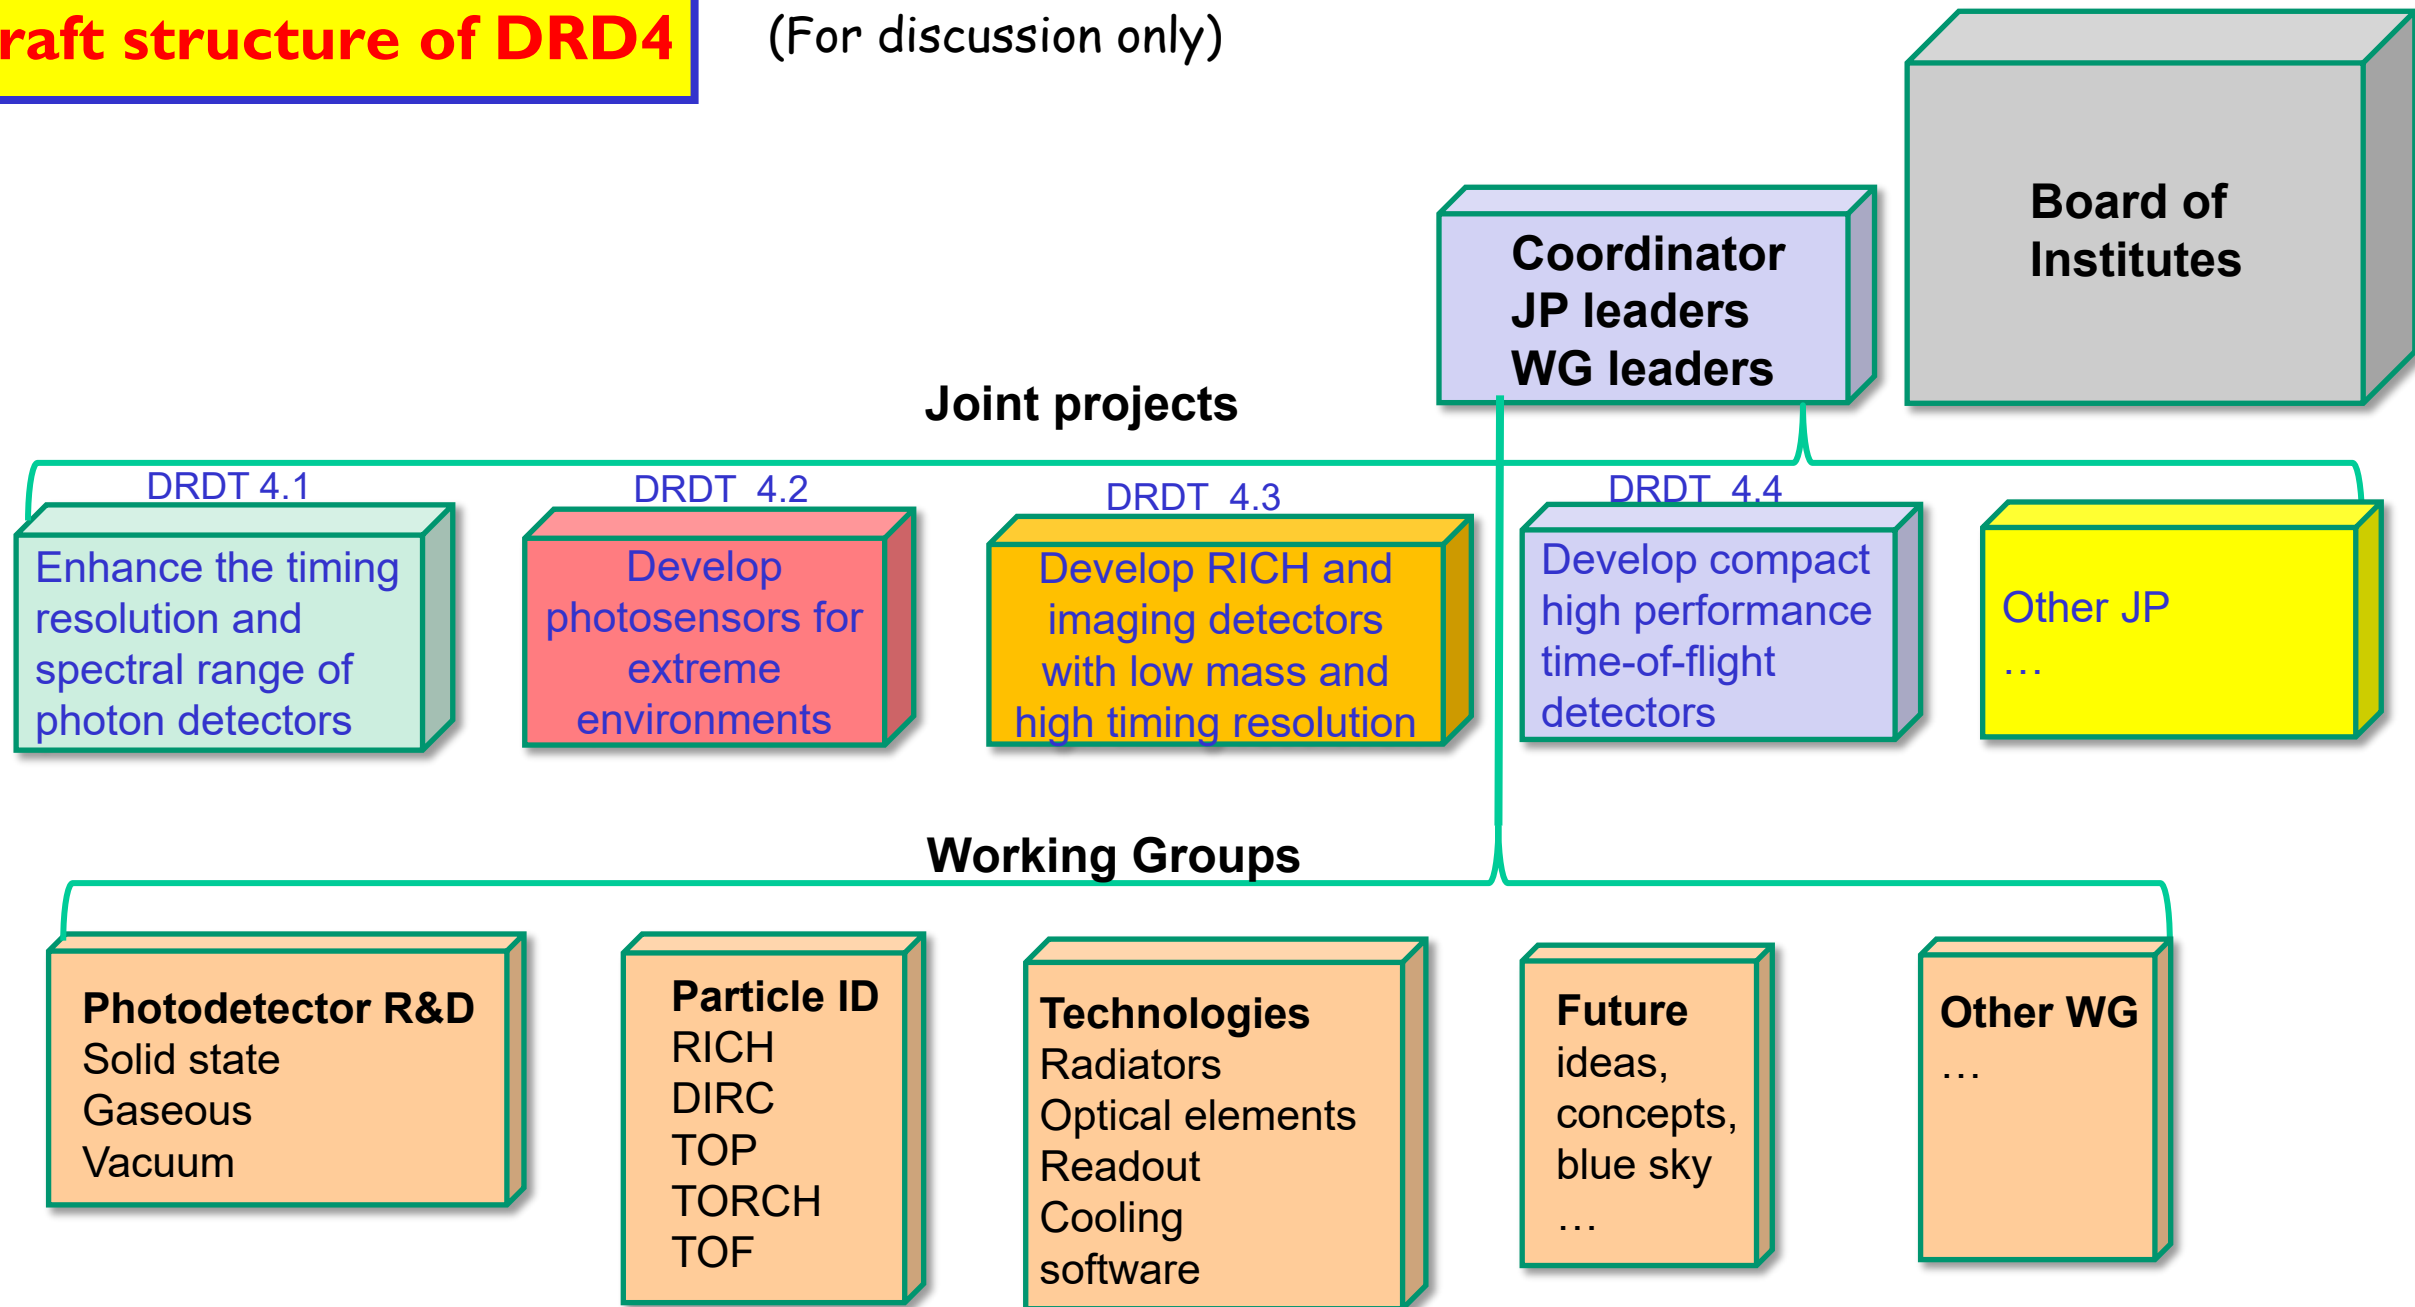 raft structure of DRD4
(For discussion only)
Board of
Institutes
Coordinator
JP leaders
WG leaders
Joint projects
DRDT 4.1
Enhance the timing
resolution and
spectral range of
photon detectors
DRDT 4.2
Develop
photosensors for
extreme
environments
DRDT 4.3
Develop RICH and
imaging detectors
with low mass and
high timing resolution
DRDT 4.4
Develop compact
high performance
time-of-flight
detectors
Other JP
…
Working Groups
Photodetector R&D
Solid state
Gaseous
Vacuum
Particle ID
RICH
DIRC
TOP
TORCH
TOF
Technologies
Radiators
Optical elements
Readout
Cooling
software
Future
ideas,
concepts,
blue sky
…
Other WG
…